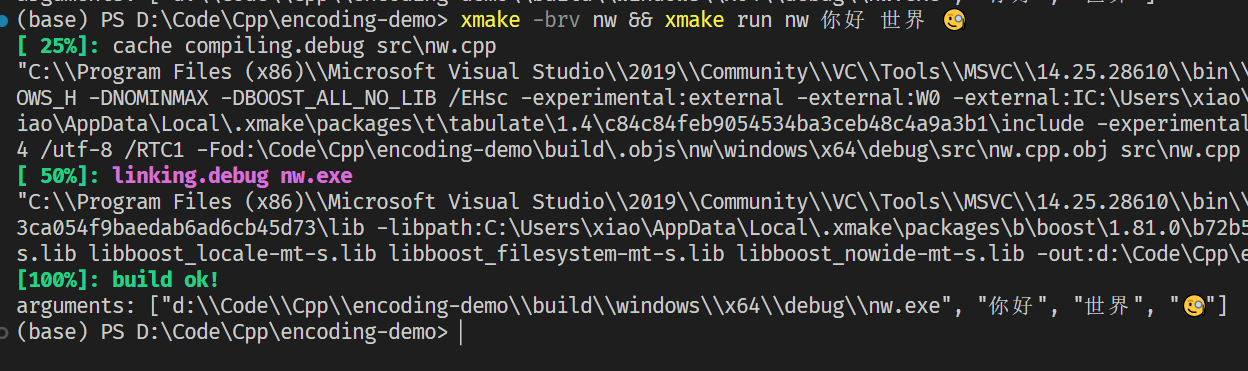 (base) PS D:\Code\Cpp\encoding-demo> xmake -brv nw && xmake run nw 你好 世界 🧐
[ 25%]: cache compiling.debug src\nw.cpp
"C:\\Program Files (x86)\\Microsoft Visual Studio\\2019\\Community\\VC\\Tools\\MSVC\\14.25.28610\\bin\\
OWS_H -DNOMINMAX -DBOOST_ALL_NO_LIB /EHsc -experimental:external -external:W0 -external:IC:\Users\xiao\
iao\AppData\Local\.xmake\packages\t\tabulate\1.4\c84c84feb9054534ba3ceb48c4a9a3b1\include -experimental
4 /utf-8 /RTC1 -Fod:\Code\Cpp\encoding-demo\build\.objs\nw\windows\x64\debug\src\nw.cpp.obj src\nw.cpp
[ 50%]: linking.debug nw.exe
"C:\\Program Files (x86)\\Microsoft Visual Studio\\2019\\Community\\VC\\Tools\\MSVC\\14.25.28610\\bin\\
3ca054f9baedab6ad6cb45d73\lib -libpath:C:\Users\xiao\AppData\Local\.xmake\packages\b\boost\1.81.0\b72b5
s.lib libboost_locale-mt-s.lib libboost_filesystem-mt-s.lib libboost_nowide-mt-s.lib -out:d:\Code\Cpp\e
[100%]: build ok!
arguments: ["d:\\Code\\Cpp\\encoding-demo\\build\\windows\\x64\\debug\\nw.exe", "你好", "世界", "🧐"]
(base) PS D:\Code\Cpp\encoding-demo>